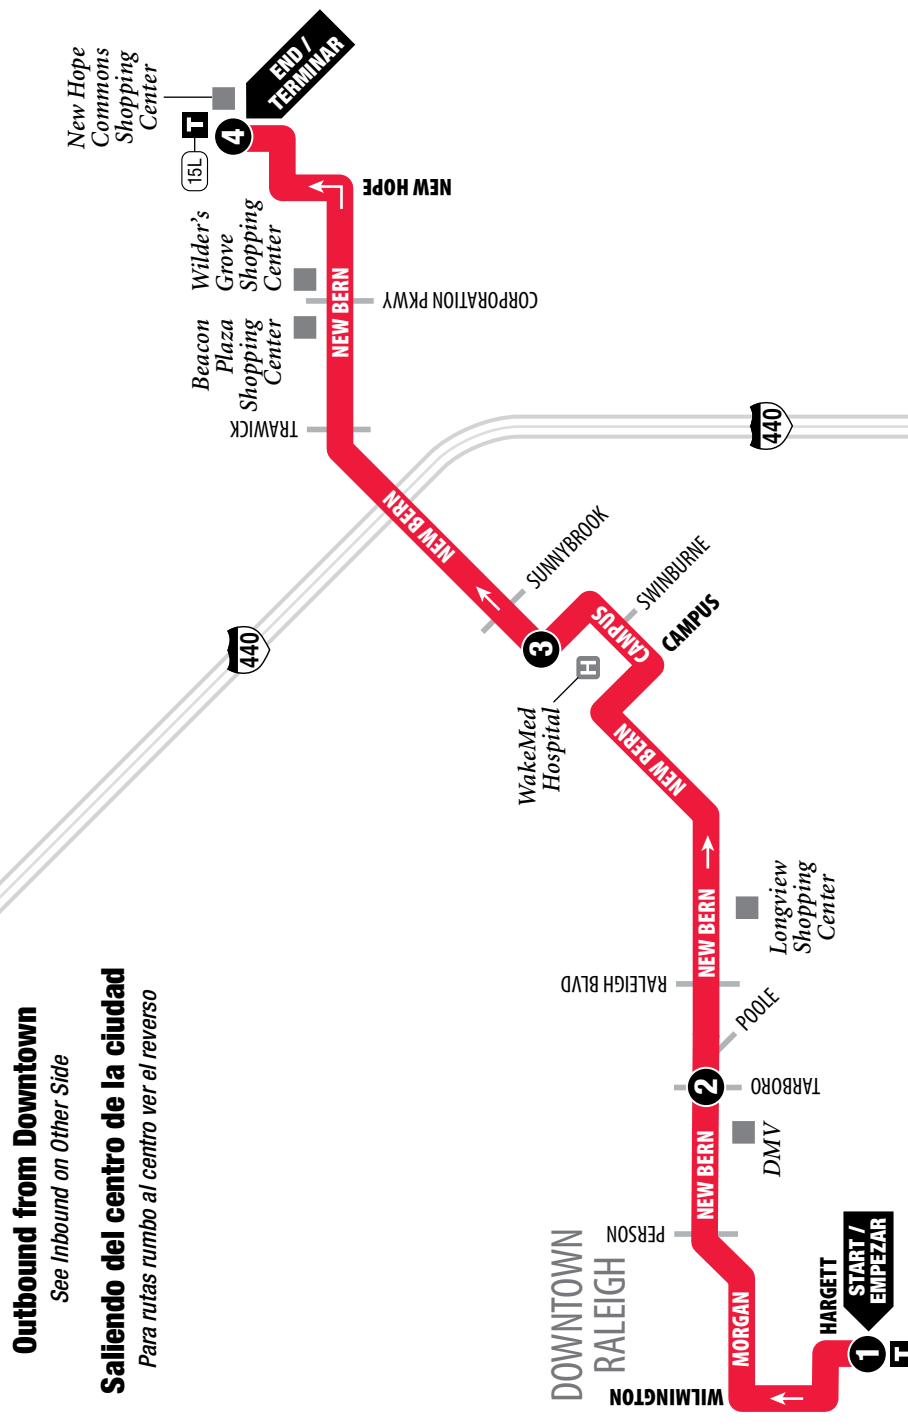 Outbound from Downtown
See Inbound on Other Side
Saliendo del centro de la ciudad
Para rutas rumbo al centro ver el reverso
New Hope
Commons
Shopping
Center
T
15L
4
END /
TERMINAR
NEW HOPE
Wilder's
Grove
Shopping
Center
Beacon
Plaza
Shopping
Center
NEW BERN
CORPORATION PKWY
TRAWICK
440
NEW BERN
440
SUNNYBROOK
3
SWINBURNE
CAMPUS
CAMPUS
H
WakeMed
Hospital
NEW BERN
NEW BERN
Longview
Shopping
Center
RALEIGH BLVD
POOLE
2
TARBORO
DMV
NEW BERN
PERSON
DOWNTOWN
RALEIGH
MORGAN
WILMINGTON
HARGETT
START /
EMPEZAR
1
T